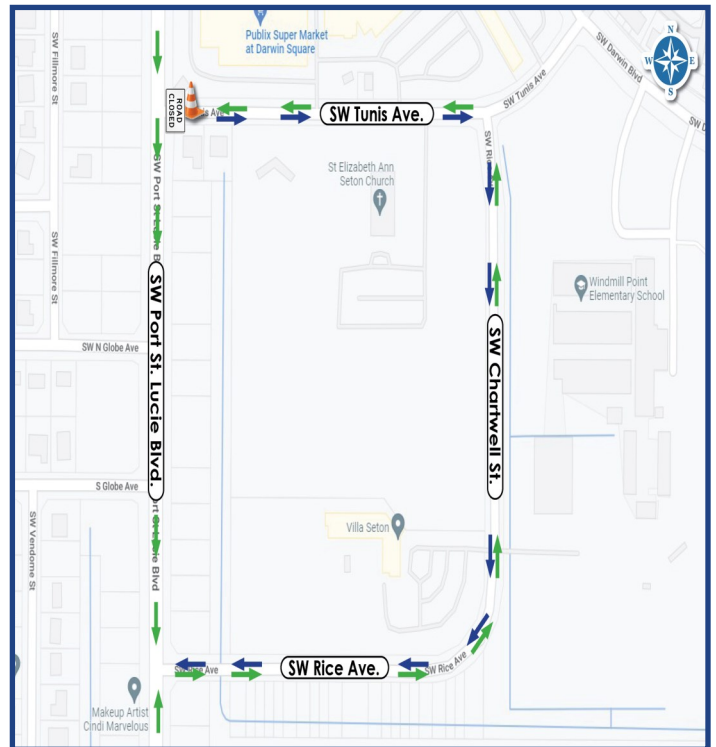 Publix Super Market
at Darwin Square
N
W
E
S
SW Fillmore St
SW Darwin Blvd
SW Tunis Ave
ROAD
CLOSED
SW Tunis Ave.
St Elizabeth Ann
Seton Church
SW Fillmore St
Windmill Point
Elementary School
SW Port St. Lucie Blvd.
SW Chartwell St.
SW N Globe Ave
S Globe Ave
Villa Seton
SW Vendome St
SW Rice Ave.
SW Rice Ave
Makeup Artist
Cindi Marvelous